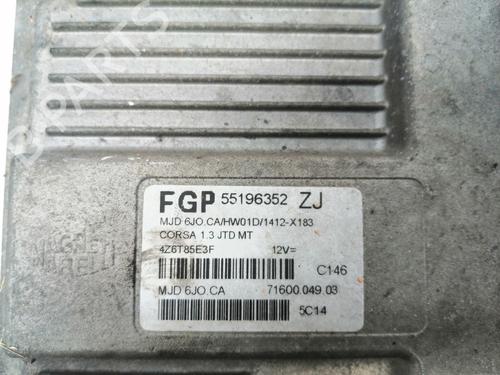 B-PARTS
FGP 55196352 ZJ
MJD 6JO.CA/HW01D/1412-X183
CORSA 1.3 JTD MT
4Z6T85E3F 12V=
C146
MJD 6JO.CA 71600.049.03
5C14